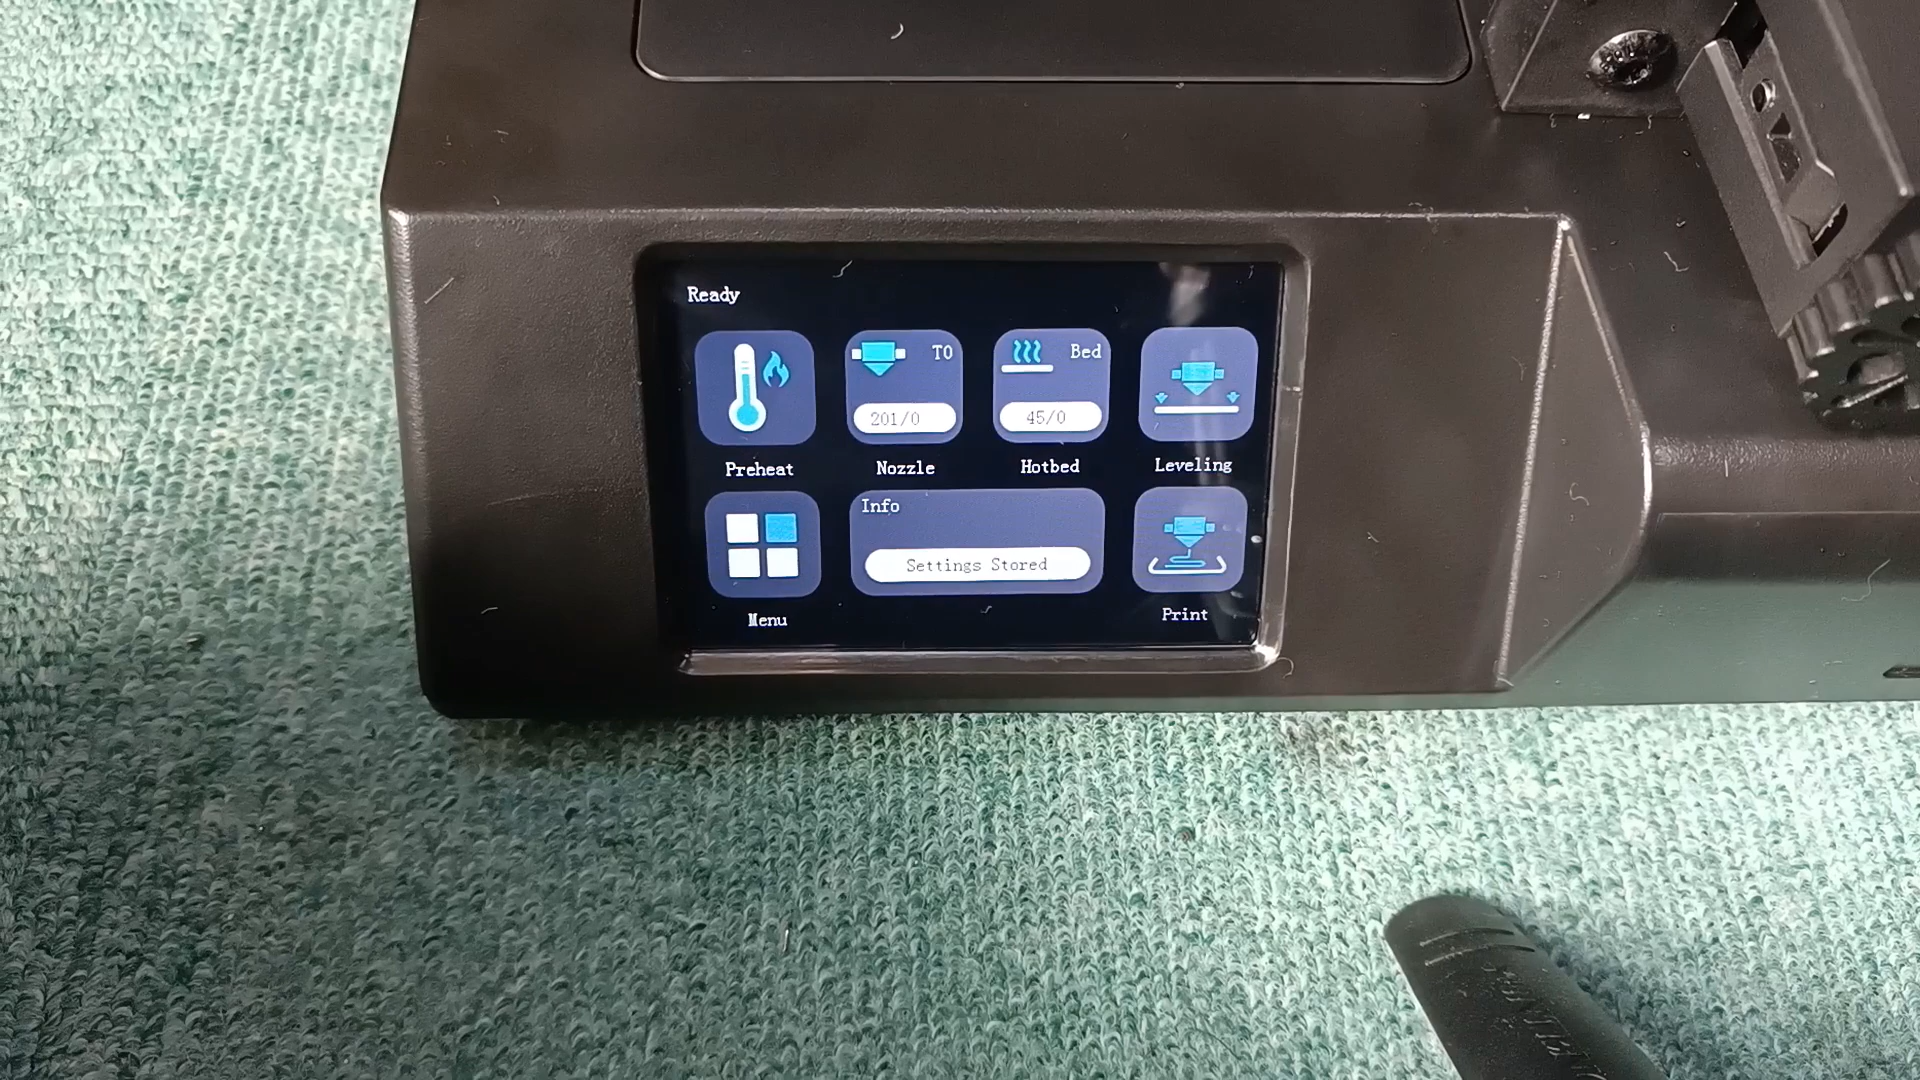 Ready
T0
201/0
Bed
45/0
Preheat
Nozzle
Hotbed
Leveling
Info
Settings Stored
Menu
Print